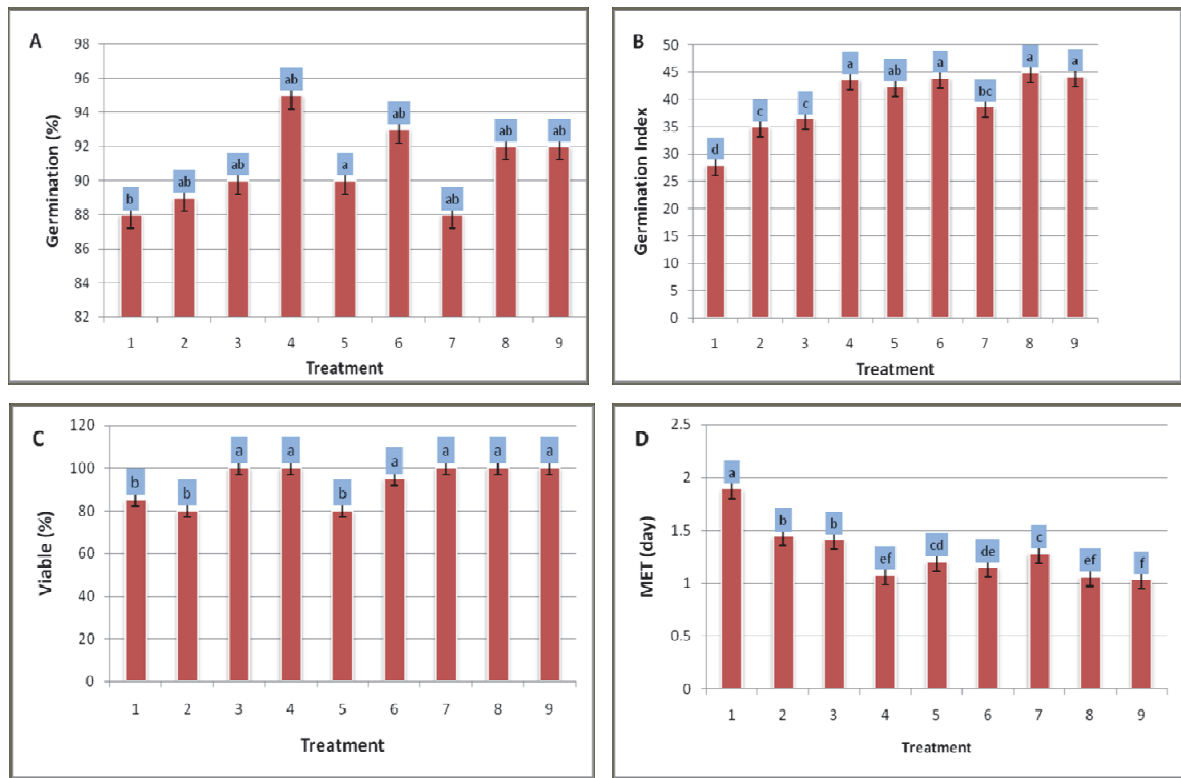 A
98
96
94
92
90
88
86
84
82
Germination (%)
b
ab
ab
ab
a
ab
ab
ab
ab
1 2 3 4 5 6 7 8 9
Treatment
B
50
45
40
35
30
25
20
15
10
5
0
Germination Index
d
c
c
a
ab
a
bc
a
a
1 2 3 4 5 6 7 8 9
Treatment
C
120
100
80
60
40
20
0
Viable (%)
b
b
a
a
b
a
a
a
a
1 2 3 4 5 6 7 8 9
Treatment
D
2.5
2
1.5
1
0.5
0
MET (day)
a
b
b
ef
cd
de
c
ef
f
1 2 3 4 5 6 7 8 9
Treatment